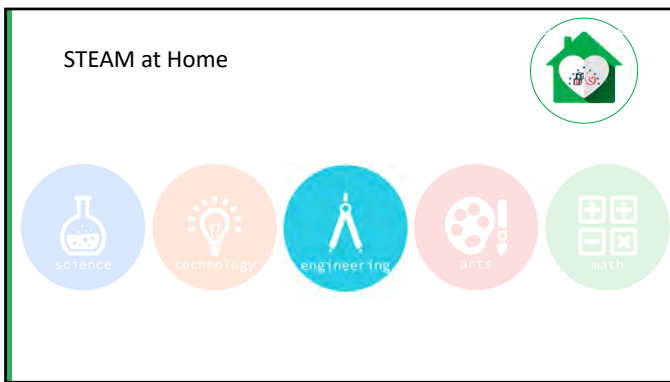 STEAM at Home
science
technology
engineering
arts
math